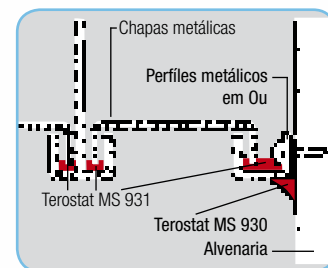 Chapas metálicas
Perfíles metálicos
em Ou
Terostat MS 931
Terostat MS 930
Alvenaria